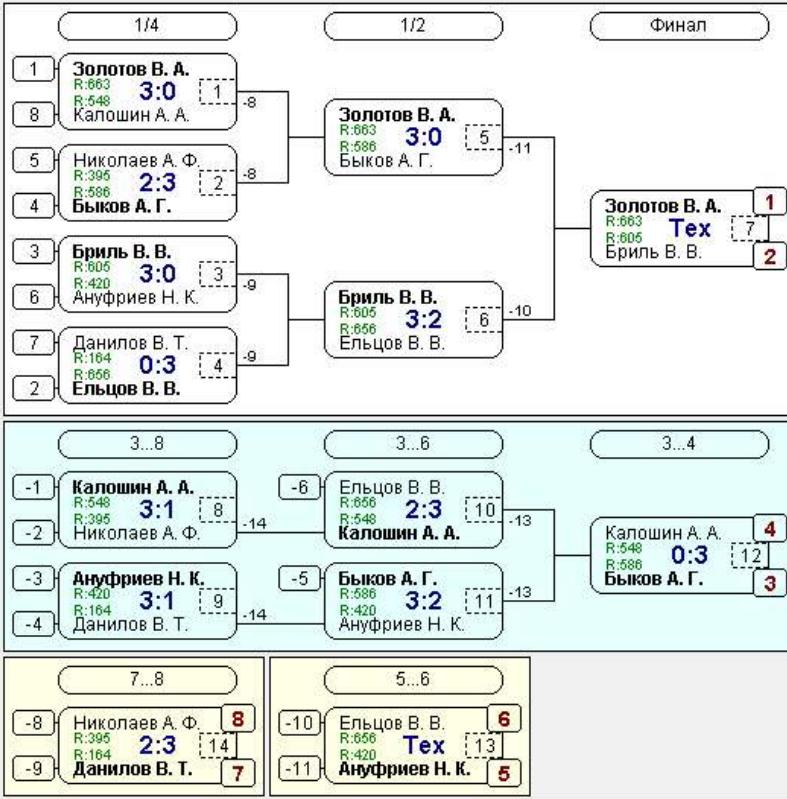 1/4
1/2
Финал
1
Золотов В. А.
R:663
R:548
3:0
1
8
Калошин А. А.
-8
5
Николаев А. Ф.
R:395
R:586
2:3
2
4
Быков А. Г.
-8
Золотов В. А.
R:663
R:586
3:0
5
Быков А. Г.
-11
3
Бриль В. В.
R:605
R:420
3:0
3
6
Ануфриев Н. К.
-9
7
Данилов В. Т.
R:164
R:656
0:3
4
2
Ельцов В. В.
-9
Бриль В. В.
R:605
R:656
3:2
6
Ельцов В. В.
-10
Золотов В. А.
1
R:663
R:605
Тех
7
Бриль В. В.
2
3...8
3...6
3...4
-1
Калошин А. А.
R:548
R:395
3:1
8
-2
Николаев А. Ф.
-14
-3
Ануфриев Н. К.
R:420
R:164
3:1
9
-4
Данилов В. Т.
-14
-6
Ельцов В. В.
R:656
R:548
2:3
10
Калошин А. А.
-13
-5
Быков А. Г.
R:586
R:420
3:2
11
Ануфриев Н. К.
-13
Калошин А. А.
4
R:548
R:586
0:3
12
Быков А. Г.
3
7...8
-8
Николаев А. Ф.
8
R:395
R:164
2:3
14
-9
Данилов В. Т.
7
5...6
-10
Ельцов В. В.
6
R:656
R:420
Тех
13
-11
Ануфриев Н. К.
5